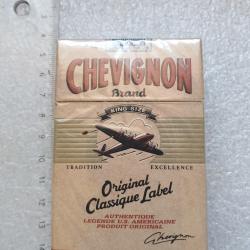 CHEVIGNON
Brand
KING SIZE
TRADITION EXCELLENCE
Original
Classique Label
AUTHENTIQUE
LEGENDE U.S. AMERICAINE
PRODUIT ORIGINAL
Chevignon